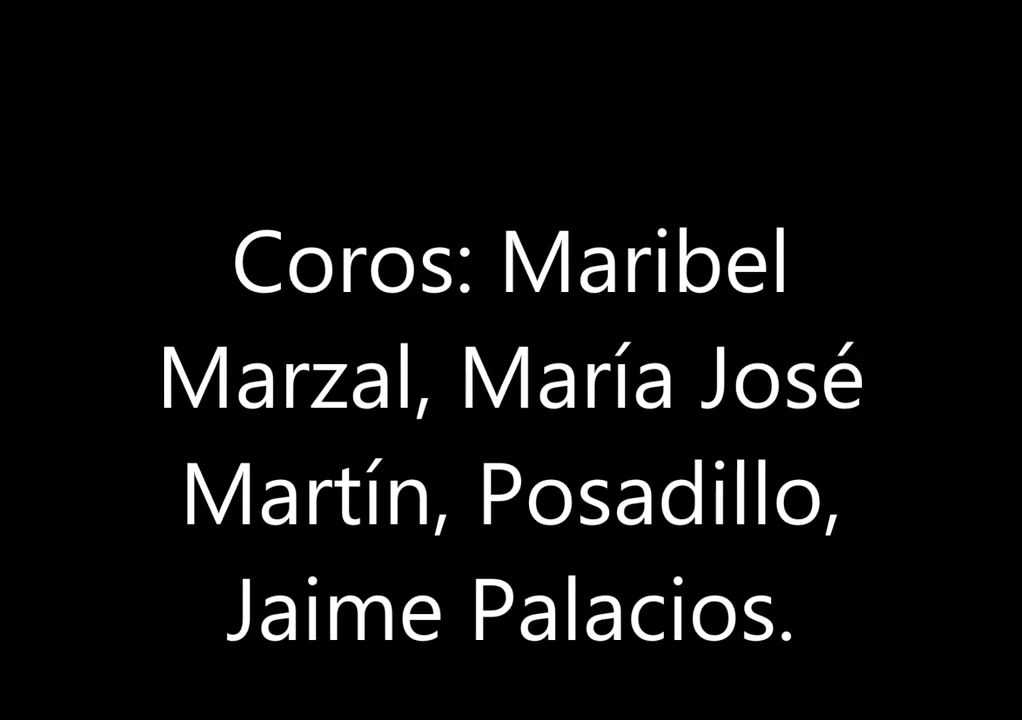 Coros: Maribel
Marzal, María José
Martín, Posadillo,
Jaime Palacios.